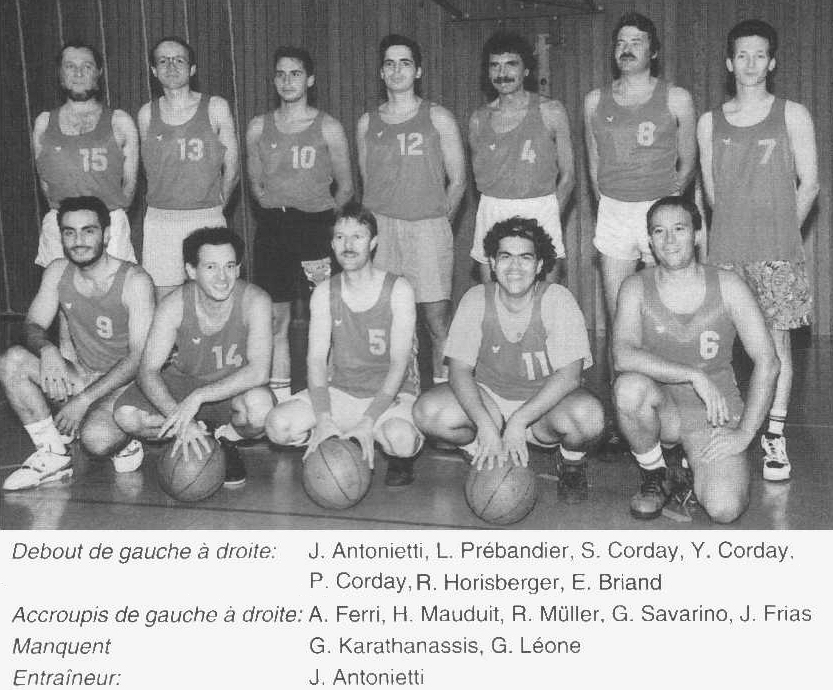 15 13 10 12 4 8 7
9 14 5 11 6
Debout de gauche à droite: J. Antonietti, L. Prébandier, S. Corday, Y. Corday.
P. Corday, R. Horisberger, E. Briand
Accroupis de gauche à droite: A. Ferri, H. Mauduit, R. Müller, G. Savarino, J. Frias
Manquent G. Karathanassis, G. Léone
Entraîneur: J. Antonietti